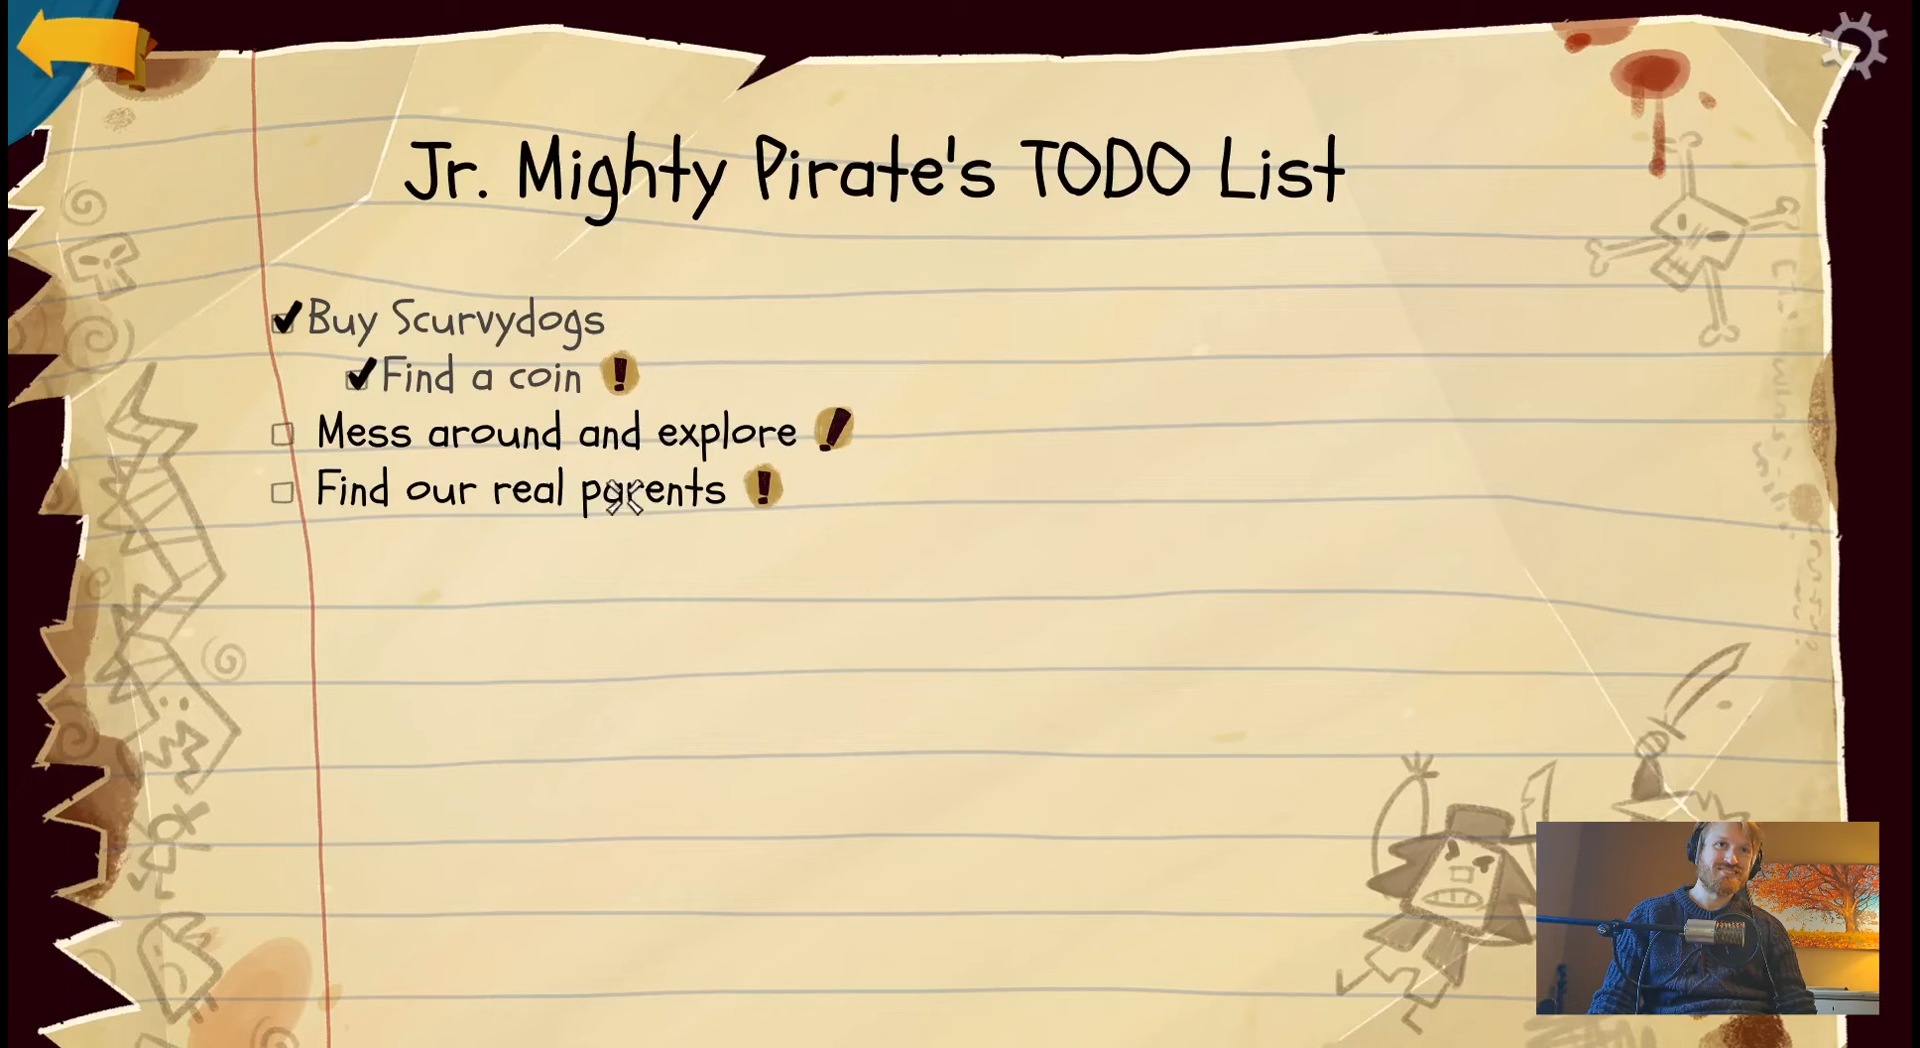 Jr. Mighty Pirate's TODO List
Buy Scurvydogs
Find a coin !
Mess around and explore !
Find our real parents !